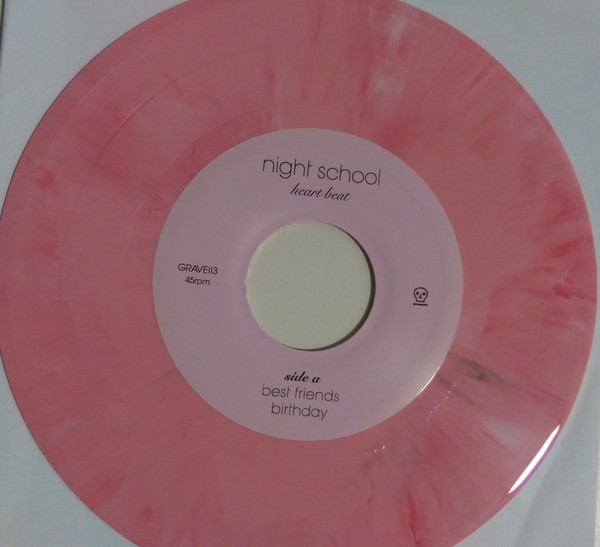 night school
heart beat
GRAVE113
45rpm
side a
best friends
birthday